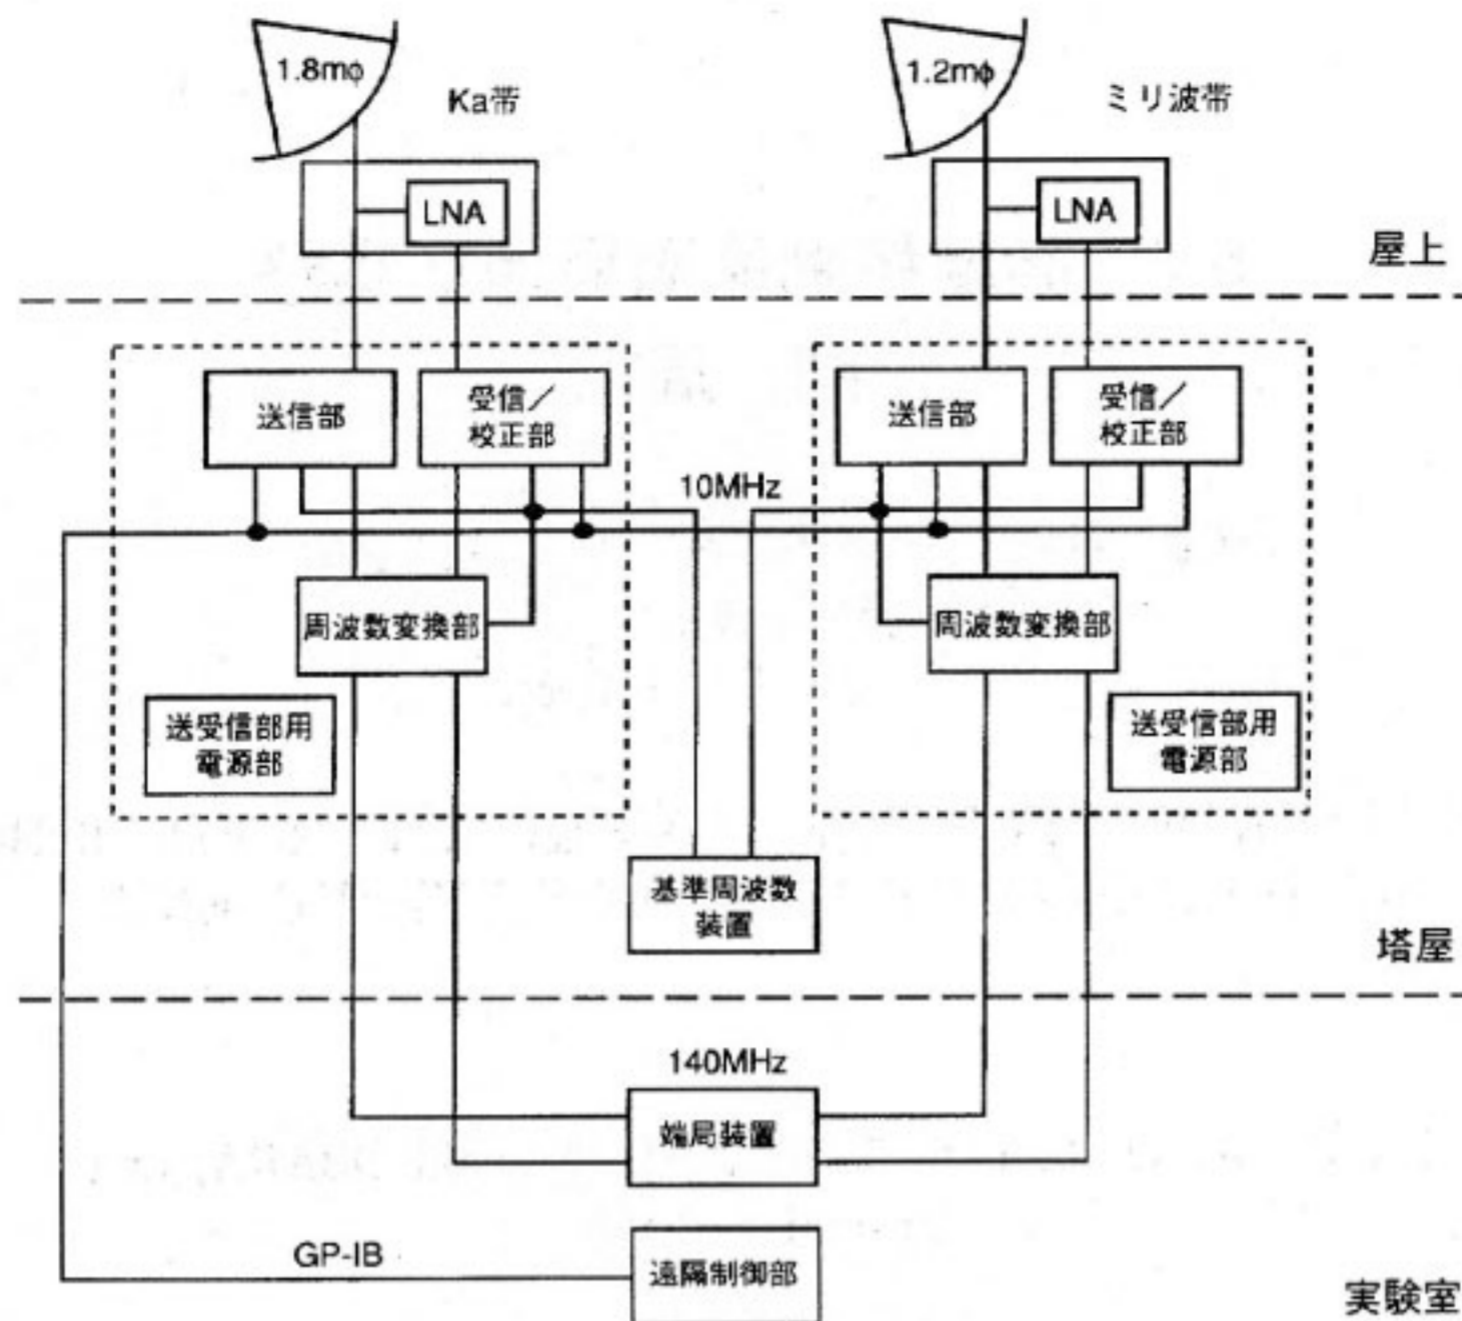 1.8mφ
Ka帯
1.2mφ
ミリ波帯
LNA
LNA
屋上
送信部
受信／
校正部
送信部
受信／
校正部
10MHz
周波数変換部
周波数変換部
送受信部用
電源部
送受信部用
電源部
基準周波数
装置
塔屋
140MHz
端局装置
GP-IB
遠隔制御部
実験室